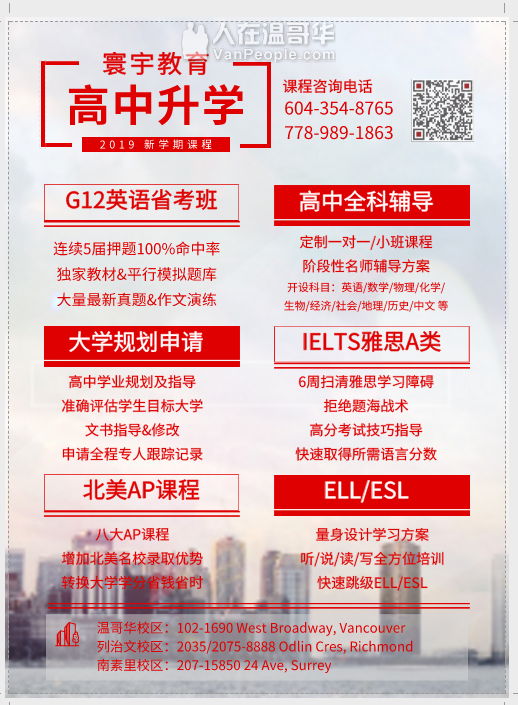 人在温哥华
VanPeople.com
寰宇教育
高中升学
2019 新学期课程
课程咨询电话
604-354-8765
778-989-1863
G12英语省考班
连续5届押题100%命中率
独家教材&平行模拟题库
大量最新真题&作文演练
高中全科辅导
定制一对一/小班课程
阶段性名师辅导方案
开设科目：英语/数学/物理/化学/
生物/经济/社会/地理/历史/中文 等
大学规划申请
高中学业规划及指导
准确评估学生目标大学
文书指导&修改
申请全程专人跟踪记录
IELTS雅思A类
6周扫清雅思学习障碍
拒绝题海战术
高分考试技巧指导
快速取得所需语言分数
北美AP课程
八大AP课程
增加北美名校录取优势
转换大学学分省钱省时
ELL/ESL
量身设计学习方案
听/说/读/写全方位培训
快速跳级ELL/ESL
温哥华校区：102-1690 West Broadway, Vancouver
列治文校区：2035/2075-8888 Odlin Cres, Richmond
南素里校区：207-15850 24 Ave, Surrey